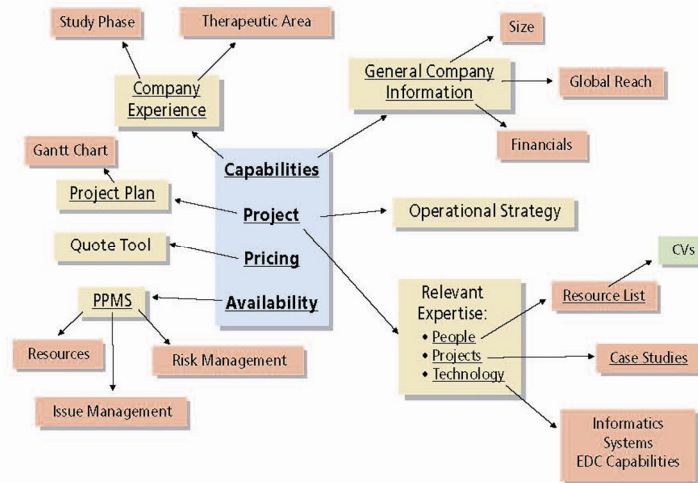 Study Phase
Therapeutic Area
Size
Company
Experience
General Company
Information
Global Reach
Gantt Chart
Financials
Capabilities
Project Plan
Project
Operational Strategy
Quote Tool
Pricing
CVs
PPMS
Availability
Relevant
Expertise:
• People
• Projects
• Technology
Resource List
Resources
Risk Management
Case Studies
Issue Management
Informatics
Systems
EDC Capabilities